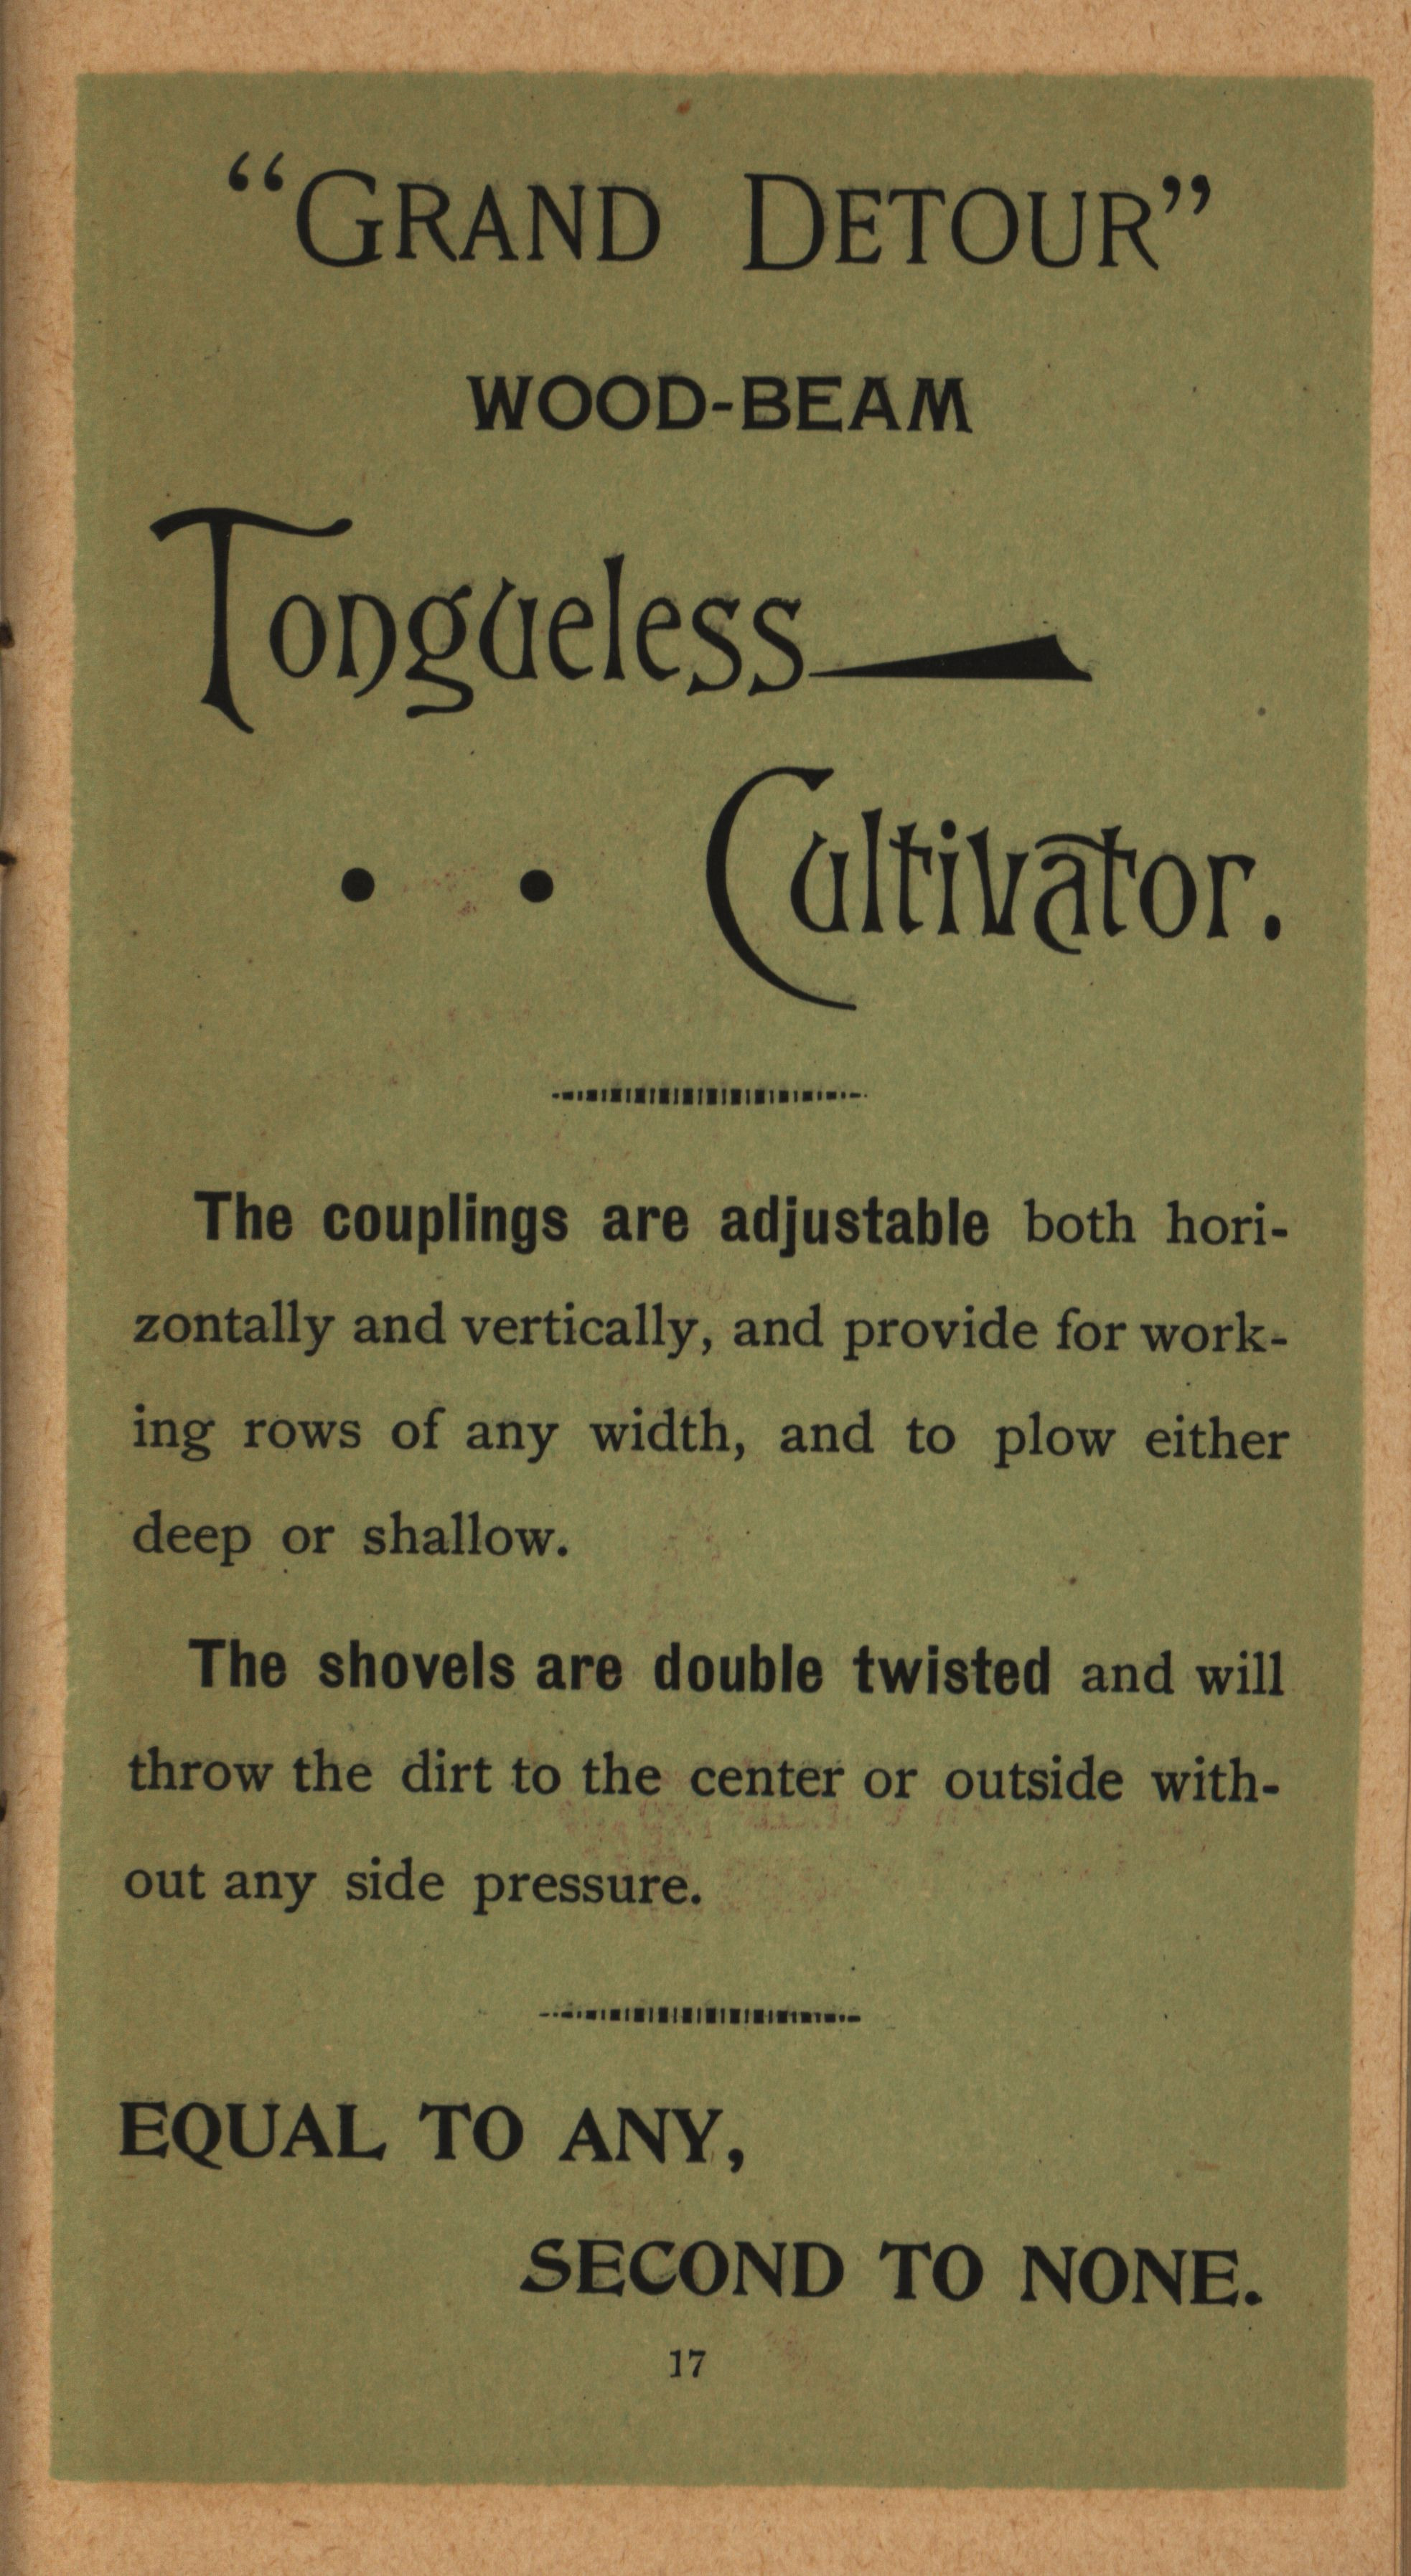 “GRAND DETOUR”
WOOD-BEAM
Tongueless
Cultivator.
The couplings are adjustable both hori-
zontally and vertically, and provide for work-
ing rows of any width, and to plow either
deep or shallow.
The shovels are double twisted and will
throw the dirt to the center or outside with-
out any side pressure.
EQUAL TO ANY,
SECOND TO NONE.
17